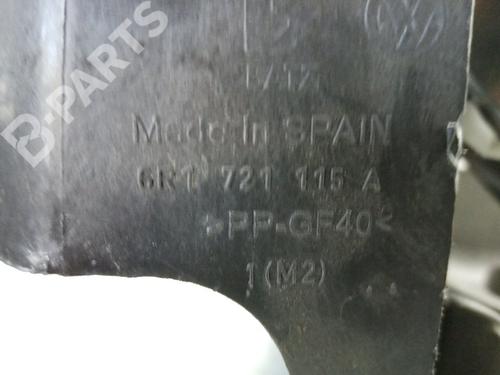 B-PARTS
Made In SPAIN
6R1 721 115 A
>PP-GF40<
1(M2)